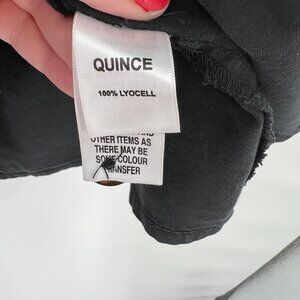 QUINCE
100% LYOCELL
OTHER ITEMS AS
THERE MAY BE
SOME COLOUR
TRANSFER